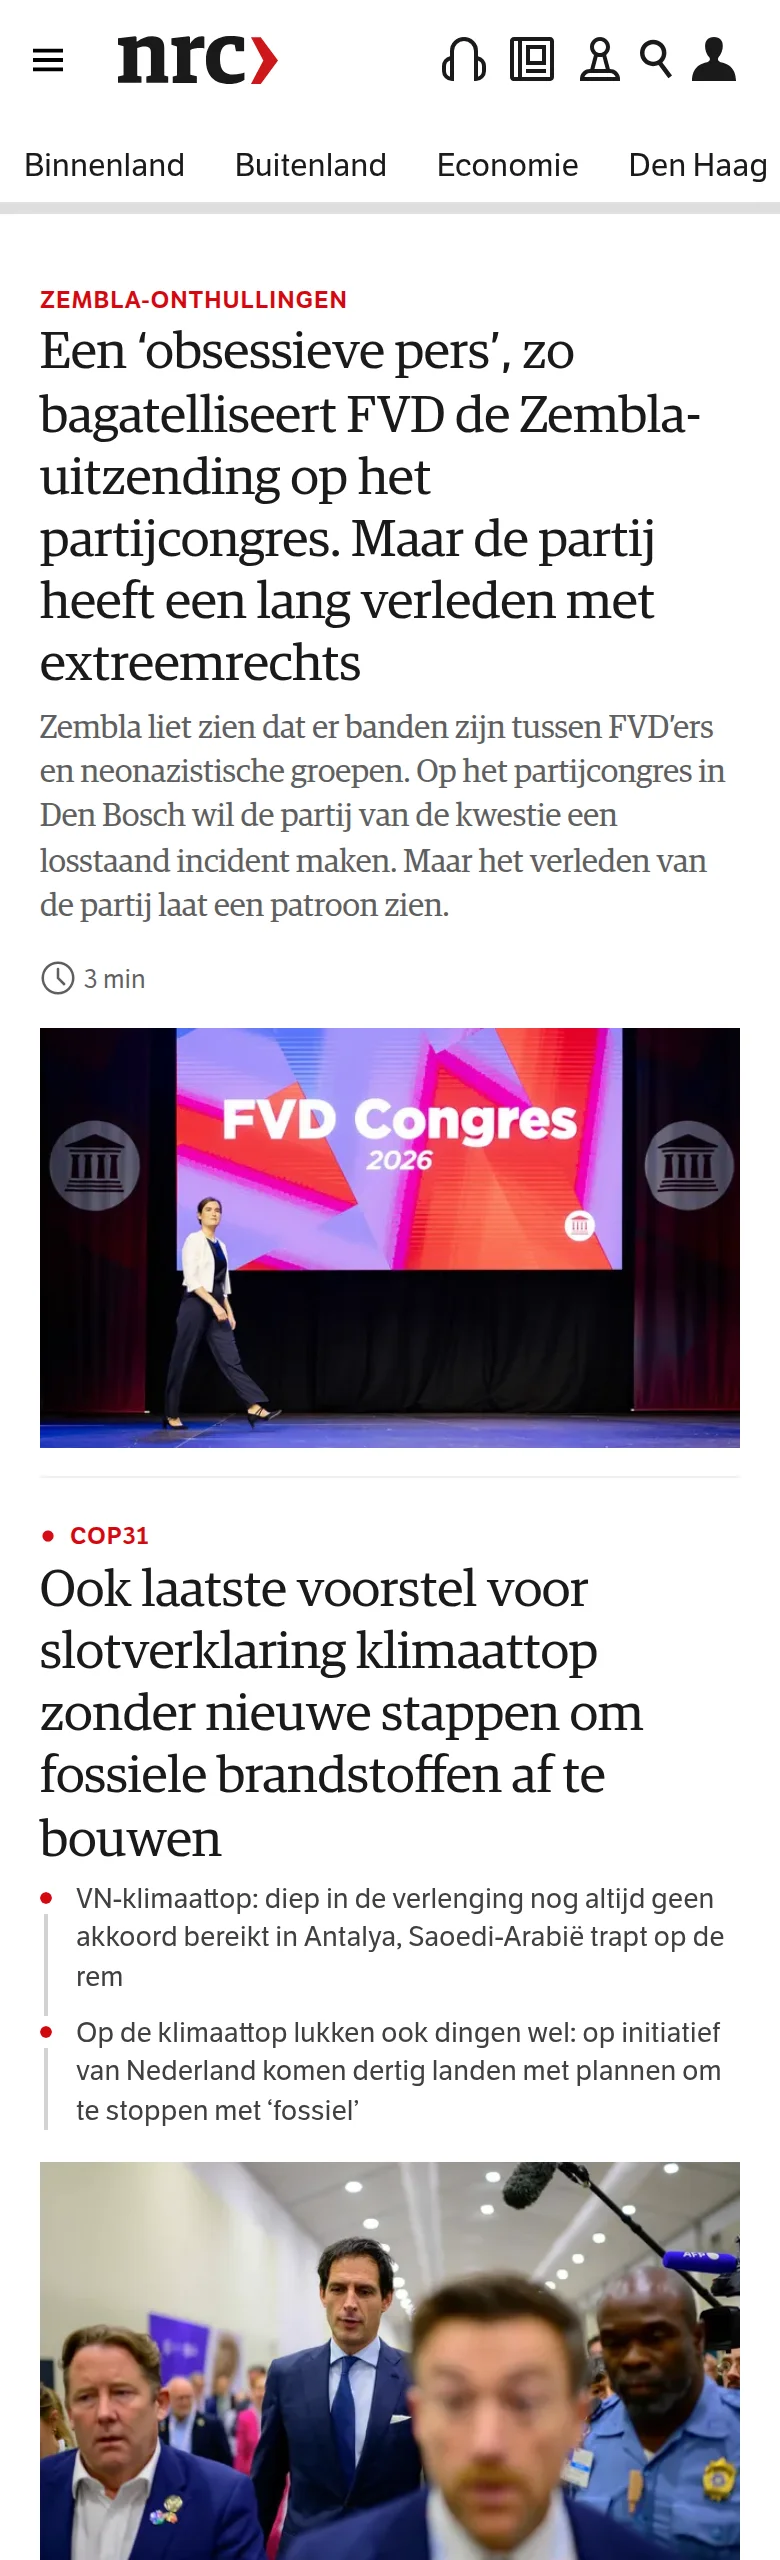 nrc
Binnenland Buitenland Economie Den Haag
ZEMBLA-ONTHULLINGEN
Een ‘obsessieve pers’, zo
bagatelliseert FVD de Zembla-
uitzending op het
partijcongres. Maar de partij
heeft een lang verleden met
extreemrechts
Zembla liet zien dat er banden zijn tussen FVD’ers
en neonazistische groepen. Op het partijcongres in
Den Bosch wil de partij van de kwestie een
losstaand incident maken. Maar het verleden van
de partij laat een patroon zien.
3 min
FVD Congres
2026
COP31
Ook laatste voorstel voor
slotverklaring klimaattop
zonder nieuwe stappen om
fossiele brandstoffen af te
bouwen
VN-klimaattop: diep in de verlenging nog altijd geen
akkoord bereikt in Antalya, Saoedi-Arabië trapt op de
rem
Op de klimaattop lukken ook dingen wel: op initiatief
van Nederland komen dertig landen met plannen om
te stoppen met ‘fossiel’
AFP